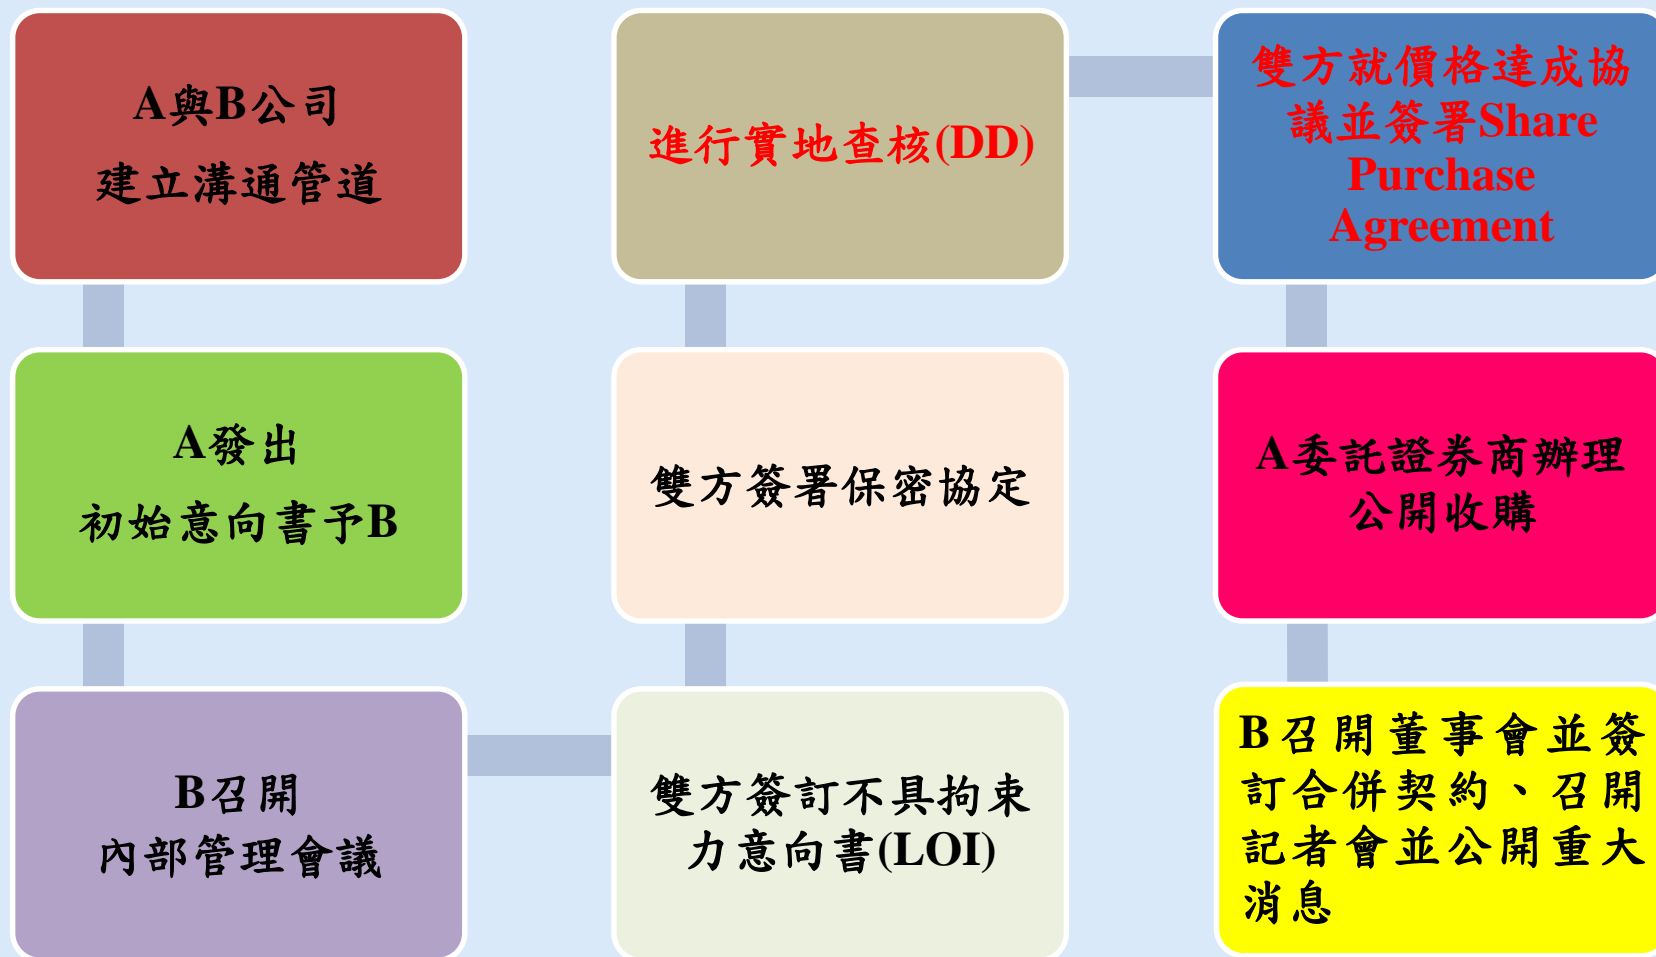 A與B公司
建立溝通管道
A發出
初始意向書予B
B召開
內部管理會議
雙方簽訂不具拘束
力意向書(LOI)
雙方簽署保密協定
進行實地查核(DD)
雙方就價格達成協
議並簽署Share
Purchase
Agreement
A委託證券商辦理
公開收購
B召開董事會並簽
訂合併契約、召開
記者會並公開重大
消息